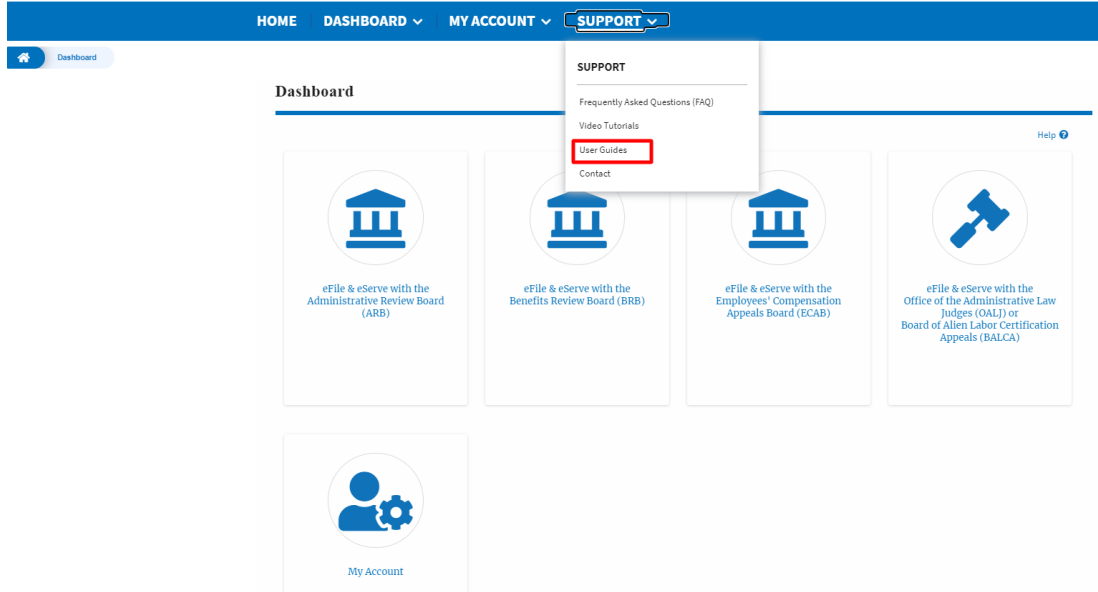 HOME DASHBOARD MY ACCOUNT SUPPORT
Dashboard
SUPPORT
Frequently Asked Questions (FAQ)
Video Tutorials
User Guides
Contact
Dashboard
Help
eFile & eServe with the
Administrative Review Board
(ARB)
eFile & eServe with the
Benefits Review Board (BRB)
eFile & eServe with the
Employees' Compensation
Appeals Board (ECAB)
eFile & eServe with the
Office of the Administrative Law
Judges (OALJ) or
Board of Alien Labor Certification
Appeals (BALCA)
My Account